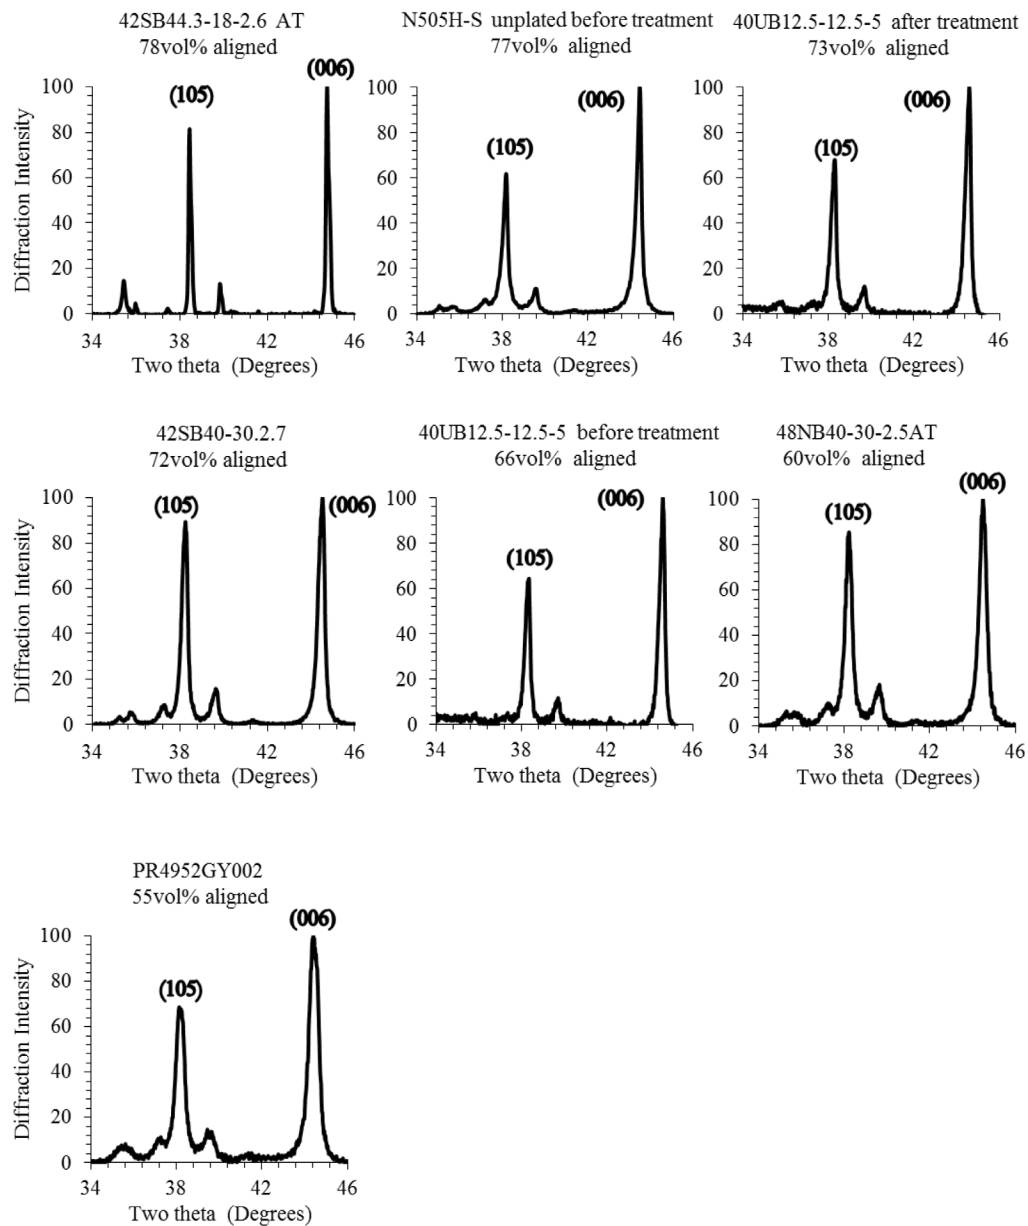 42SB44.3-18-2.6 AT
78vol% aligned
(105)
(006)
100
80
60
40
20
0
Diffraction Intensity
34 38 42 46
Two theta (Degrees)
N505H-S unplated before treatment
77vol% aligned
(105)
(006)
100
80
60
40
20
0
34 38 42 46
Two theta (Degrees)
40UB12.5-12.5-5 after treatment
73vol% aligned
(105)
(006)
100
80
60
40
20
0
34 38 42 46
Two theta (Degrees)
42SB40-30.2.7
72vol% aligned
(105)
(006)
100
80
60
40
20
0
Diffraction Intensity
34 38 42 46
Two theta (Degrees)
40UB12.5-12.5-5 before treatment
66vol% aligned
(105)
(006)
100
80
60
40
20
0
34 38 42 46
Two theta (Degrees)
48NB40-30-2.5AT
60vol% aligned
(105)
(006)
100
80
60
40
20
0
34 38 42 46
Two theta (Degrees)
PR4952GY002
55vol% aligned
(105)
(006)
100
80
60
40
20
0
Diffraction Intensity
34 38 42 46
Two theta (Degrees)